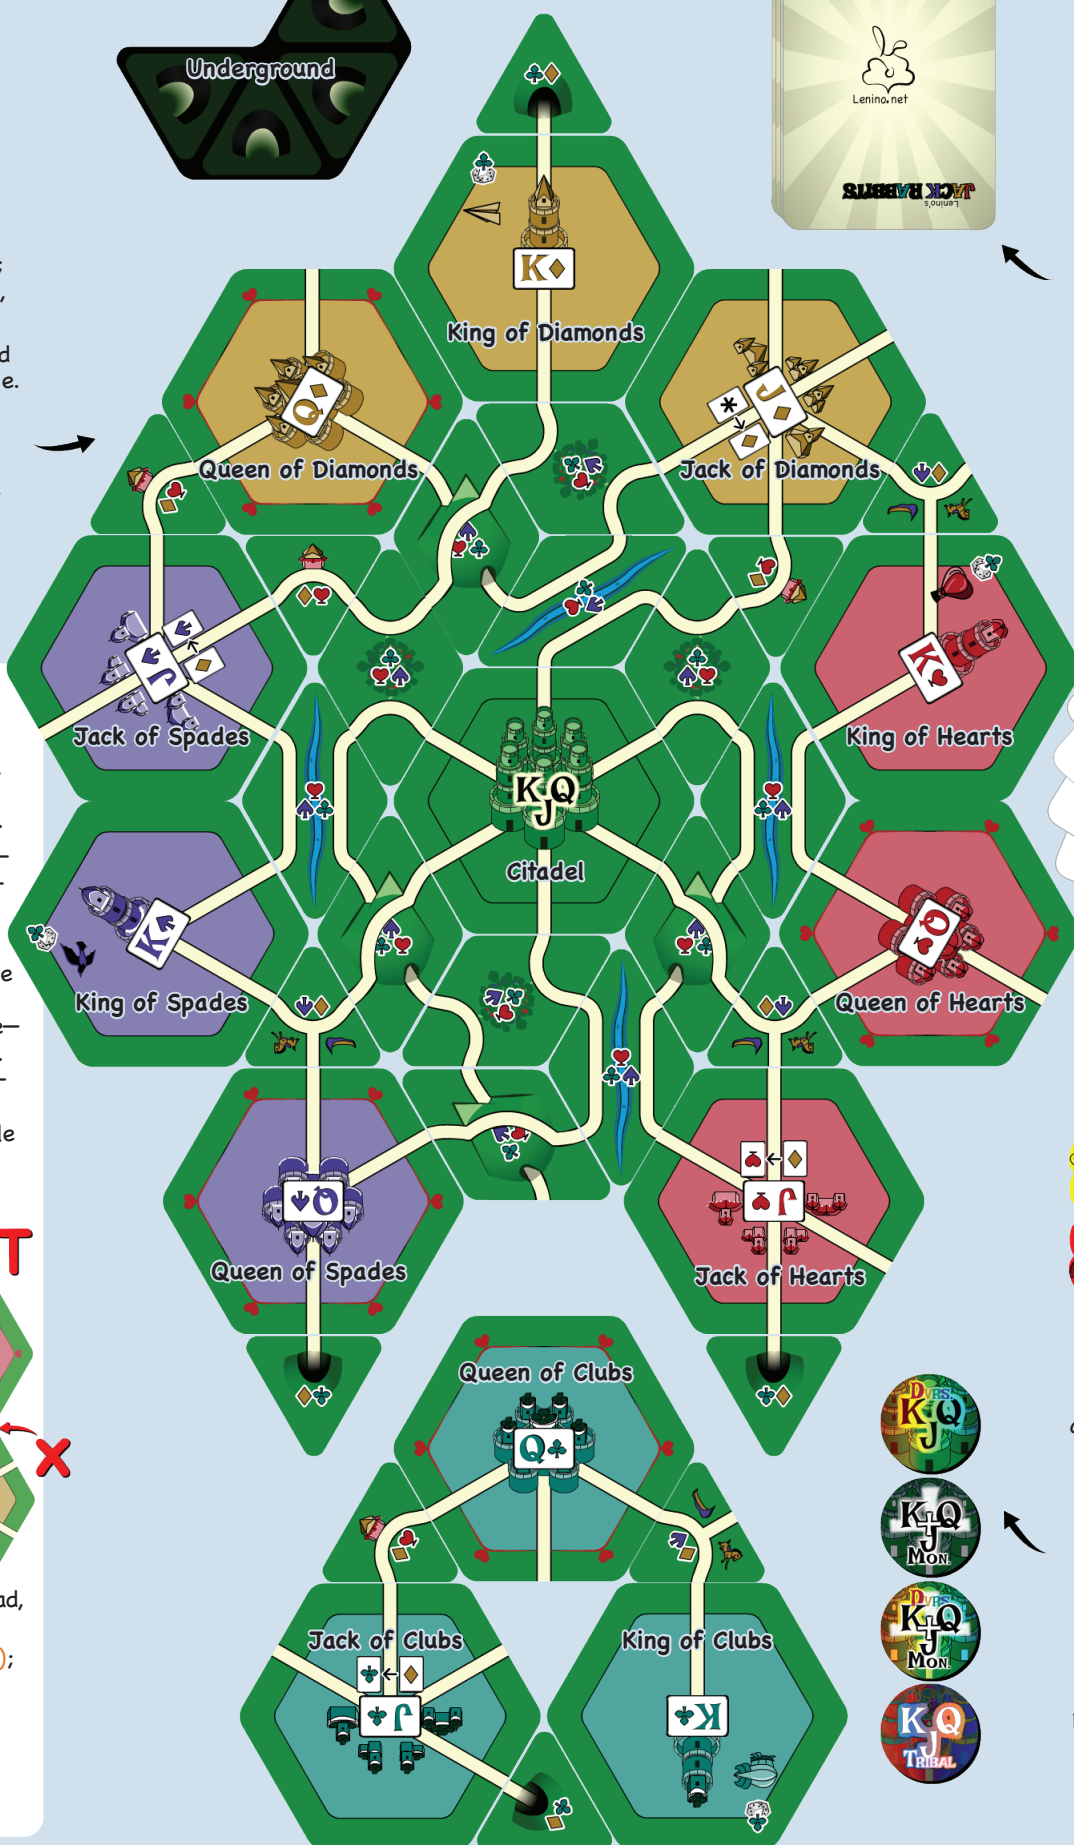 Underground
Lenino.net
Lenino's
JACK RABBITS
K
King of Diamonds
Q
Queen of Diamonds
J
*
Jack of Diamonds
J
Jack of Spades
K
King of Hearts
K Q
J
Citadel
K
King of Spades
Q
Queen of Hearts
Q
Queen of Spades
J
Jack of Hearts
Queen of Clubs
Q
Jack of Clubs
J
King of Clubs
K
DVRS.
K Q
J
K Q
J
MON.
DVRS.
K Q
J
MON.
K Q
J
TRIBAL
;
,
d
e.
e
e—
le
T
X
ad,
);